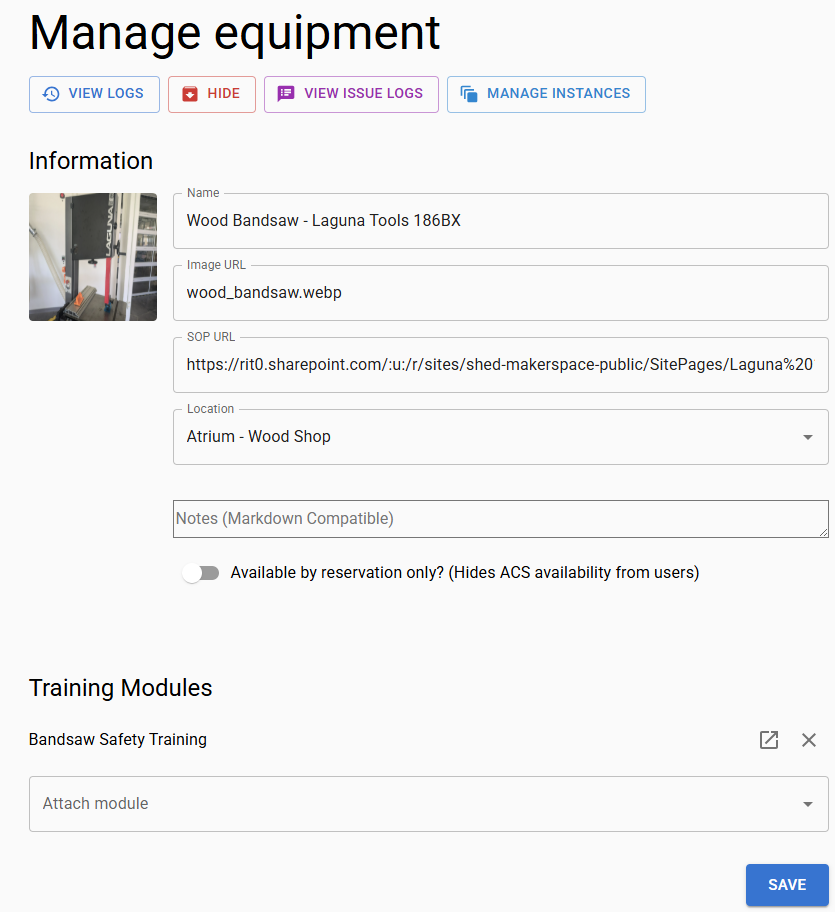 Manage equipment
VIEW LOGS
HIDE
VIEW ISSUE LOGS
MANAGE INSTANCES
Information
LAGUNA
Name
Wood Bandsaw - Laguna Tools 186BX
Image URL
wood_bandsaw.webp
SOP URL
https://rit0.sharepoint.com/:u:/r/sites/shed-makerspace-public/SitePages/Laguna%20
Location
Atrium - Wood Shop
Notes (Markdown Compatible)
Available by reservation only? (Hides ACS availability from users)
Training Modules
Bandsaw Safety Training
Attach module
SAVE